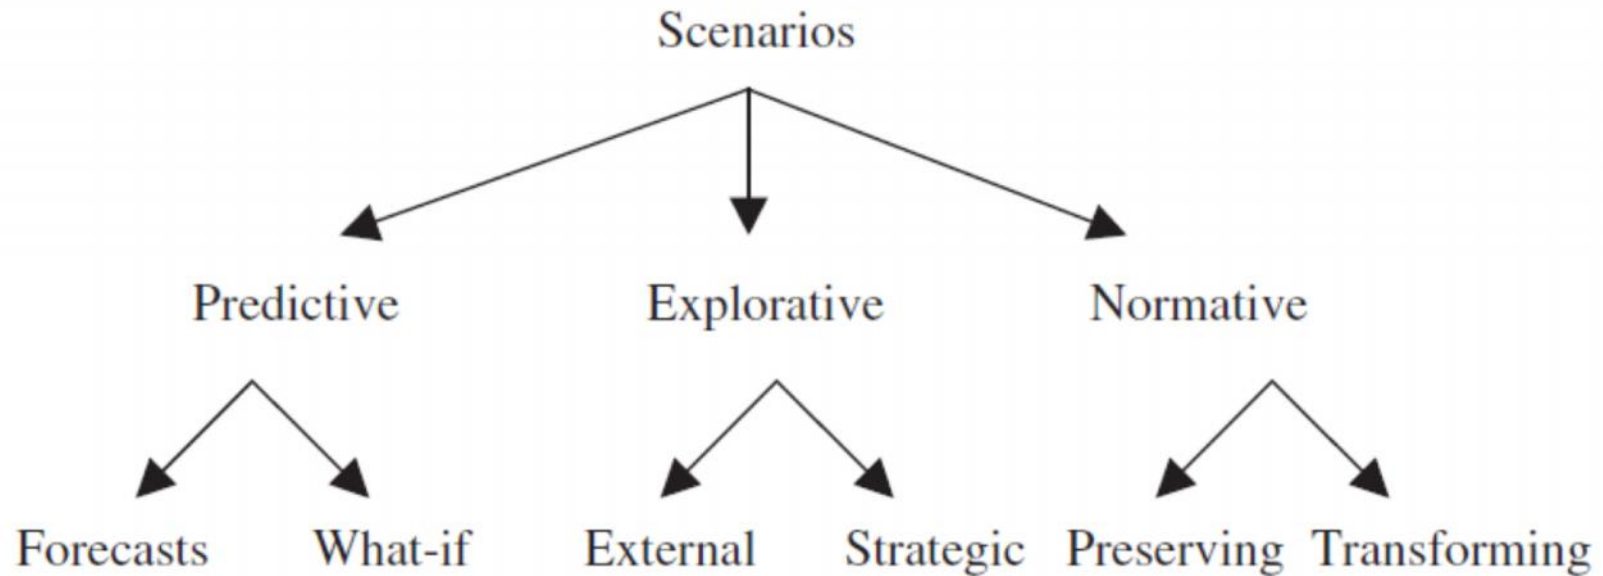 Scenarios
Predictive Explorative Normative
Forecasts What-if External Strategic Preserving Transforming